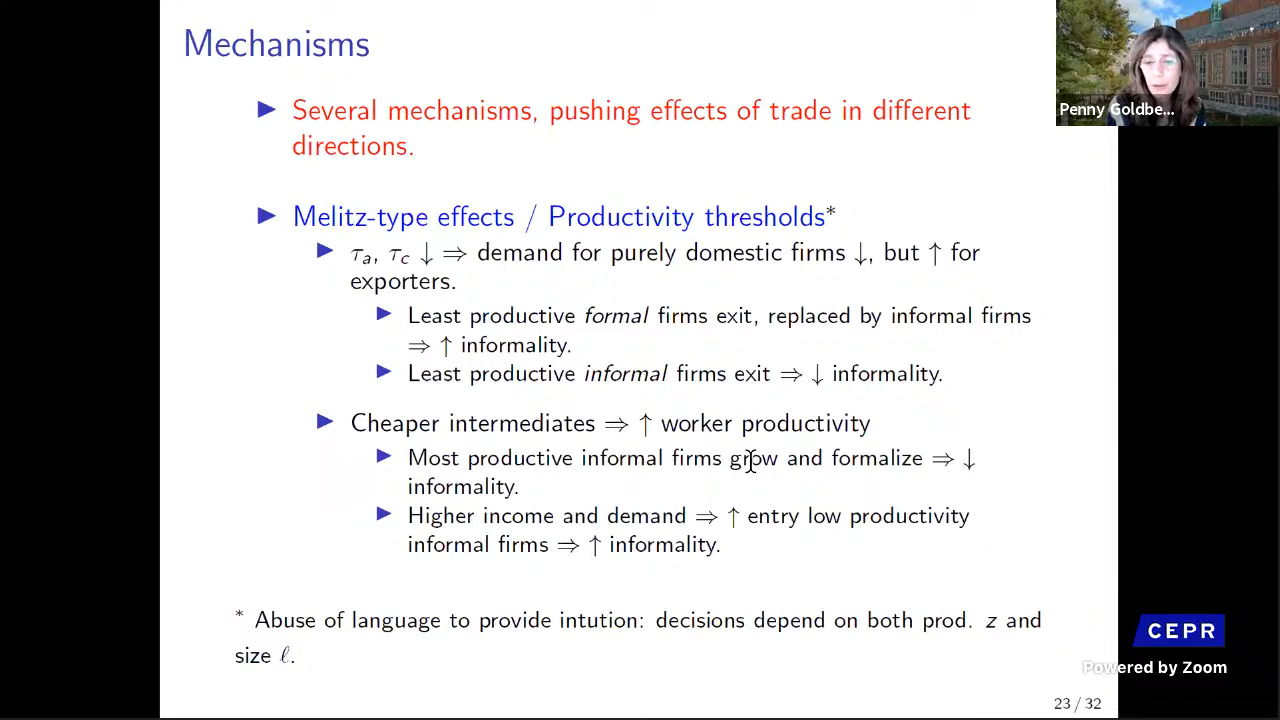 Mechanisms
▶ Several mechanisms, pushing effects of trade in different
directions.
▶ Melitz-type effects / Productivity thresholds*
▶ τa, τc ↓ ⇒ demand for purely domestic firms ↓, but ↑ for
exporters.
▶ Least productive formal firms exit, replaced by informal firms
⇒ ↑ informality.
▶ Least productive informal firms exit ⇒ ↓ informality.
▶ Cheaper intermediates ⇒ ↑ worker productivity
▶ Most productive informal firms grow and formalize ⇒ ↓
informality.
▶ Higher income and demand ⇒ ↑ entry low productivity
informal firms ⇒ ↑ informality.
* Abuse of language to provide intution: decisions depend on both prod. z and
size ℓ.
23 / 32
Penny Goldbe...
CEPR
Powered by Zoom